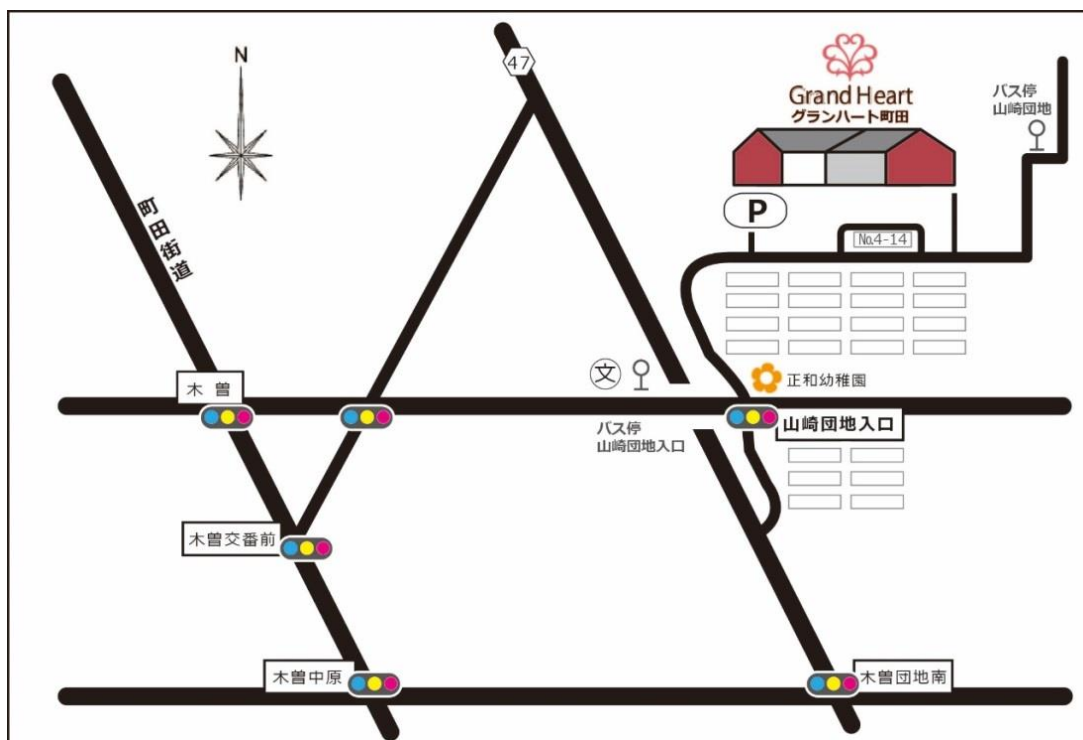 N
47
Grand Heart
グランハート町田
バス停
山崎団地
P
No.4-14
町田街道
木曽
文
正和幼稚園
バス停
山崎団地入口
山崎団地入口
木曽交番前
木曽中原
木曽団地南